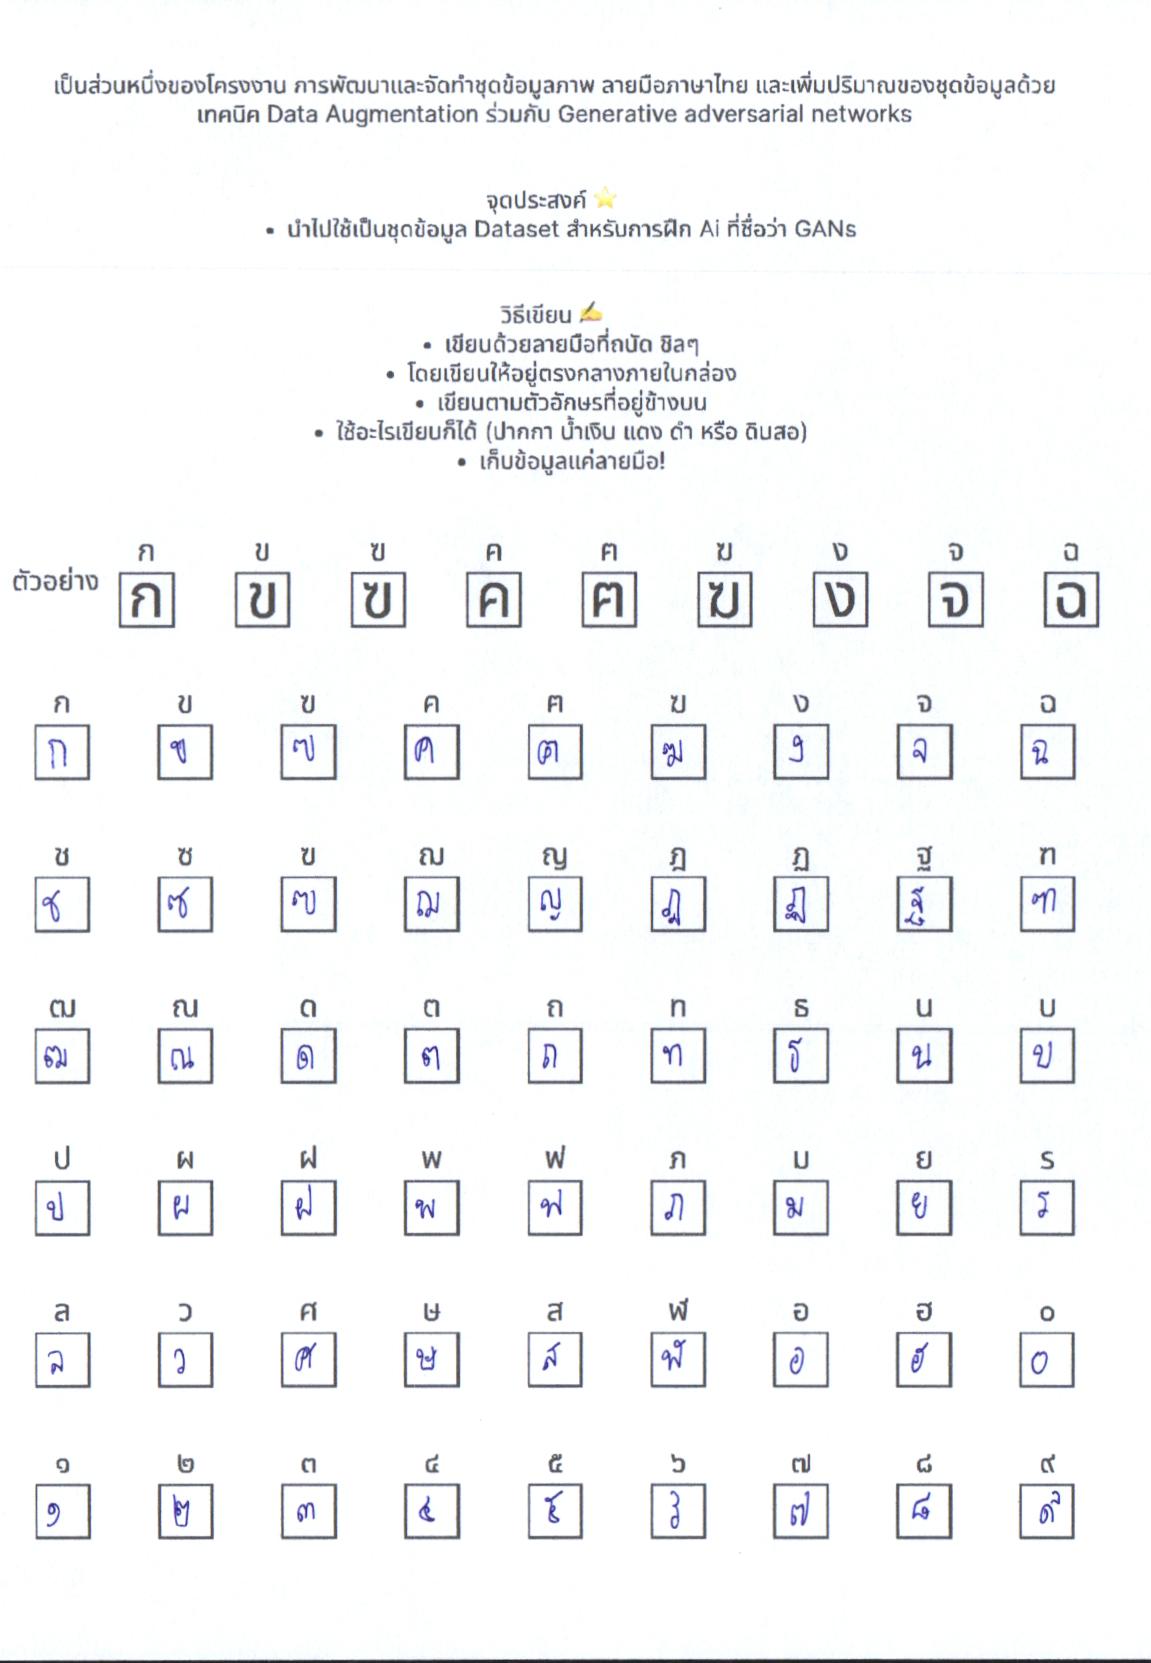 เป็นส่วนหนึ่งของโครงงาน การพัฒนาและจัดทำชุดข้อมูลภาพ ลายมือภาษาไทย และเพิ่มปริมาณของชุดข้อมูลด้วย
เทคนิค Data Augmentation ร่วมกับ Generative adversarial networks
จุดประสงค์ ⭐
• นำไปใช้เป็นชุดข้อมูล Dataset สำหรับการฝึก Ai ที่ชื่อว่า GANs
วิธีเขียน ✍
• เขียนด้วยลายมือที่ถนัด ชิลๆ
• โดยเขียนให้อยู่ตรงกลางภายในกล่อง
• เขียนตามตัวอักษรที่อยู่ข้างบน
• ใช้อะไรเขียนก็ได้ (ปากกา น้ำเงิน แดง ดำ หรือ ดินสอ)
• เก็บข้อมูลแค่ลายมือ!
ก ข ฃ ค ฅ ฆ ง จ ฉ
ตัวอย่าง ก ข ฃ ค ฅ ฆ ง จ ฉ
ก ข ฃ ค ฅ ฆ ง จ ฉ
ก ข ฃ ค ฅ ฆ ง จ ฉ
ช ซ ฃ ฌ ญ ฎ ฏ ฐ ฑ
ช ซ ฃ ฌ ญ ฎ ฏ ฐ ฑ
ฒ ณ ด ต ถ ท ธ น บ
ฒ ณ ด ต ถ ท ธ น บ
ป ผ ฝ พ ฟ ภ ม ย ร
ป ผ ฝ พ ฟ ภ ม ย ร
ล ว ศ ษ ส ฬ อ ฮ ๐
ล ว ศ ษ ส ฬ อ ฮ ๐
๑ ๒ ๓ ๔ ๕ ๖ ๗ ๘ ๙
๑ ๒ ๓ ๔ ๕ ๖ ๗ ๘ ๙